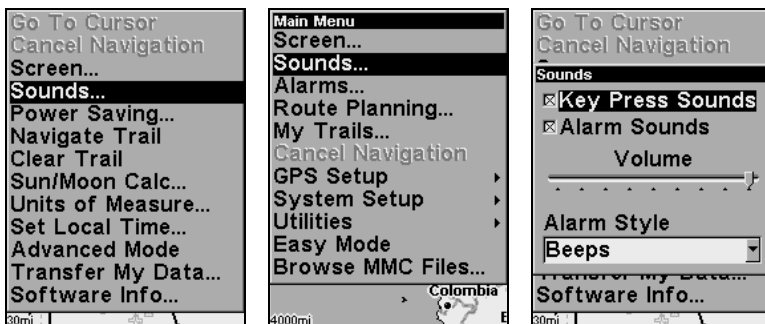 Go To Cursor
Cancel Navigation
Screen...
Sounds...
Power Saving...
Navigate Trail
Clear Trail
Sun/Moon Calc...
Units of Measure...
Set Local Time...
Advanced Mode
Transfer My Data...
Software Info...
30mi
Main Menu
Screen...
Sounds...
Alarms...
Route Planning...
My Trails...
Cancel Navigation
GPS Setup
System Setup
Utilities
Easy Mode
Browse MMC Files...
Colombia
4000mi
E
Go To Cursor
Cancel Navigation
Sounds
Key Press Sounds
Alarm Sounds
Volume
Alarm Style
Beeps
Transfer My Data...
Software Info...
30mi